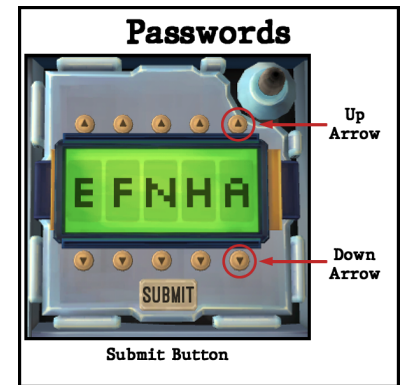 Passwords
Up
Arrow
EFNHA
Down
Arrow
SUBMIT
Submit Button